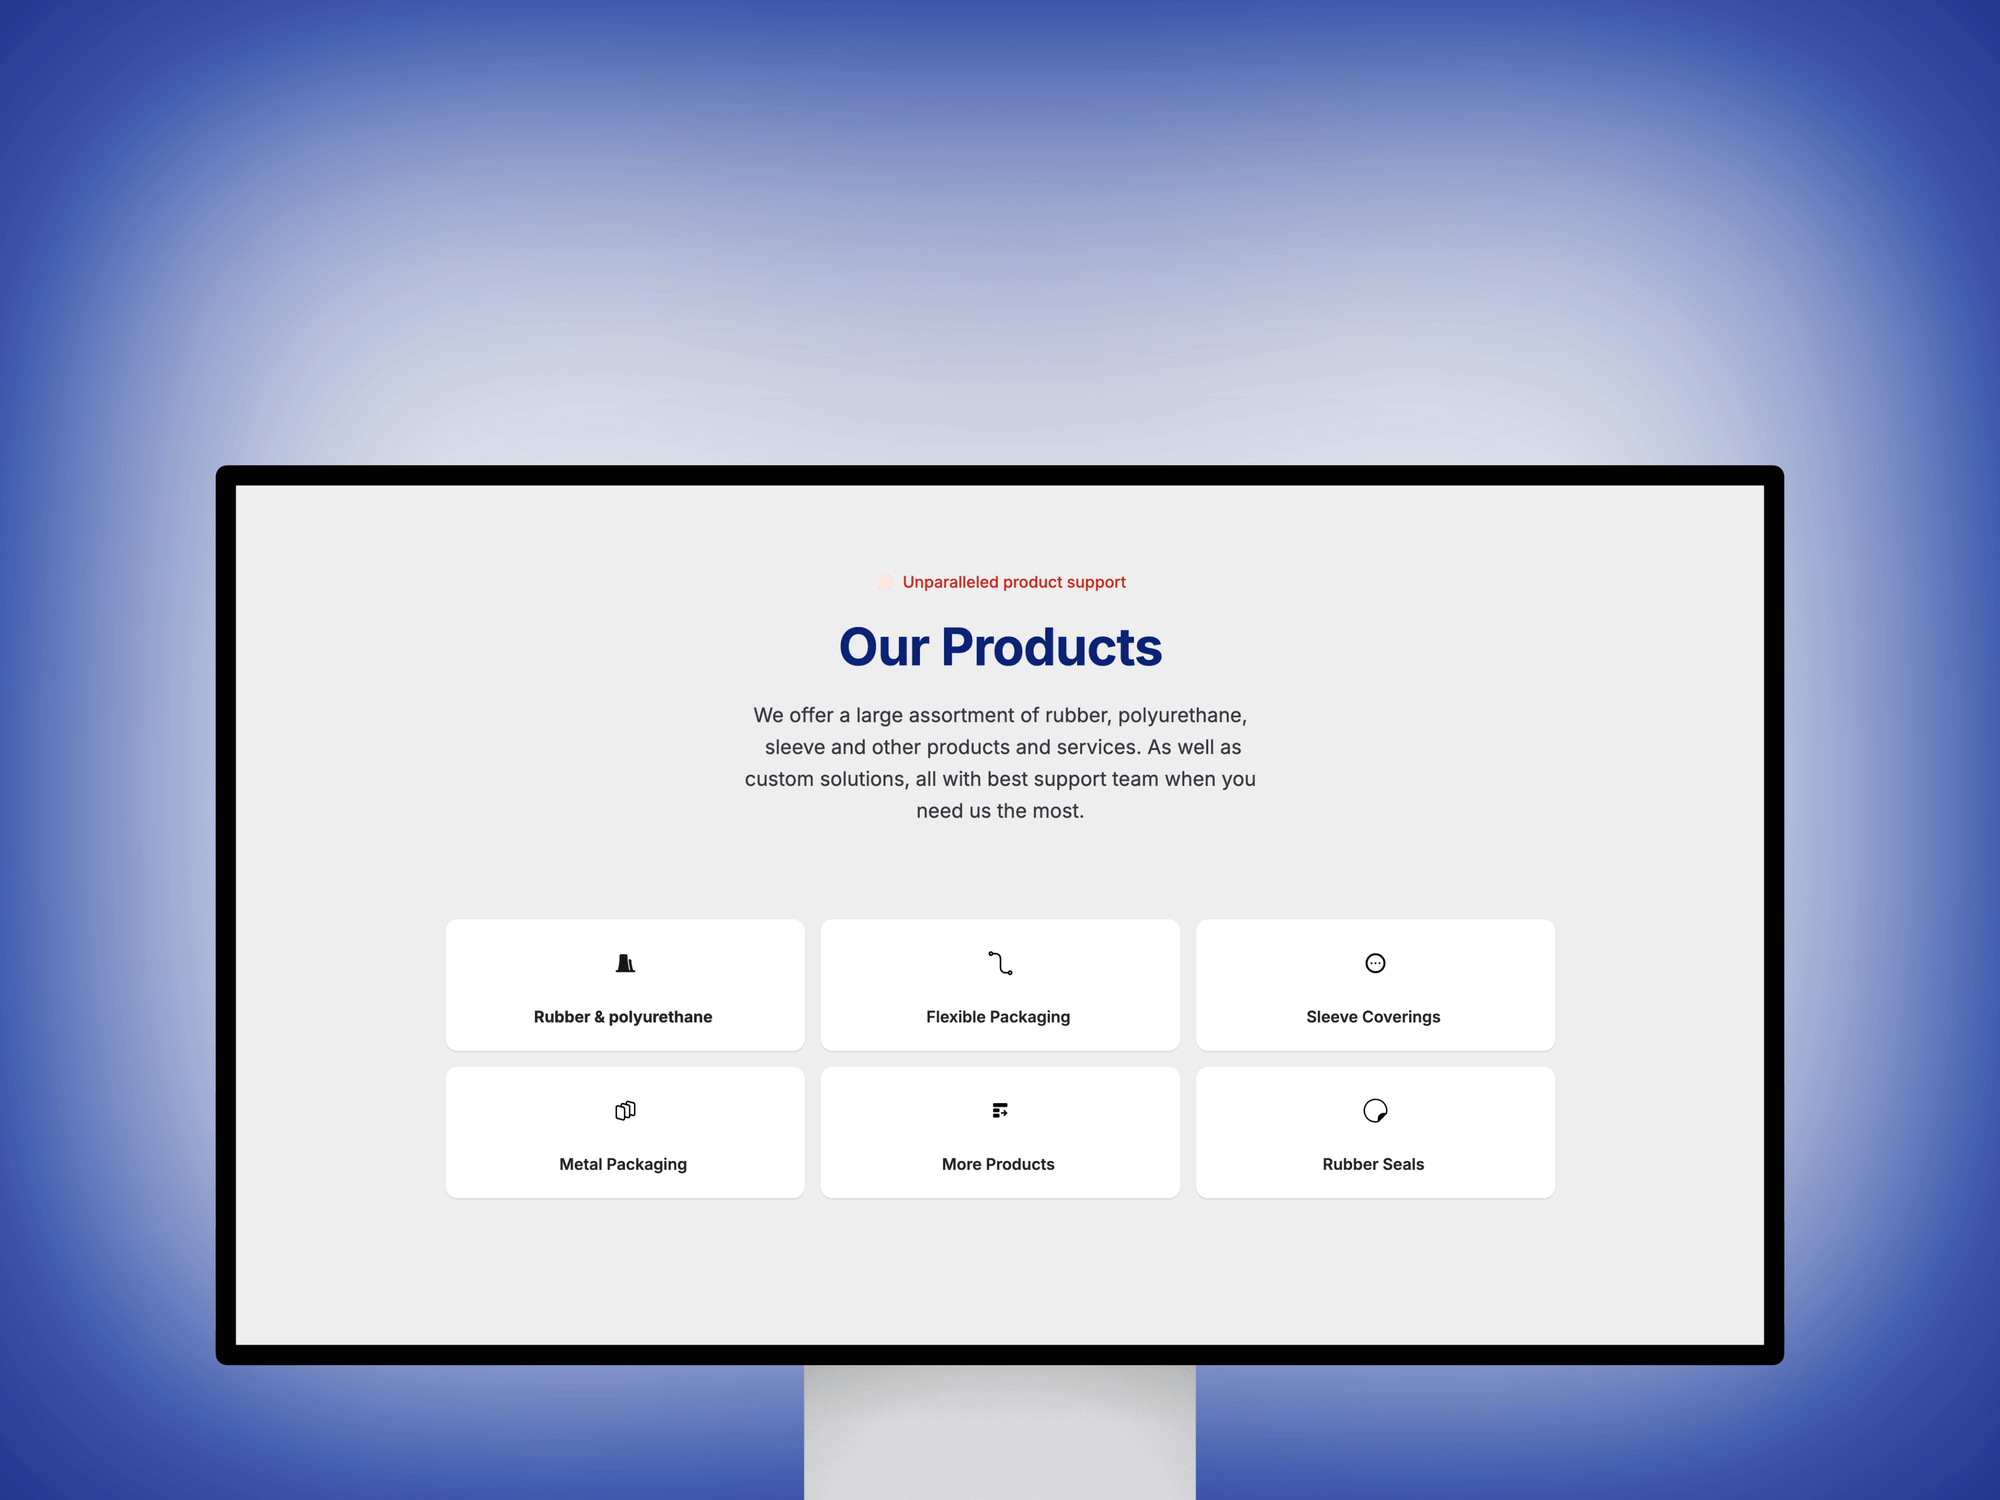 Unparalleled product support
Our Products
We offer a large assortment of rubber, polyurethane,
sleeve and other products and services. As well as
custom solutions, all with best support team when you
need us the most.
Rubber & polyurethane
Flexible Packaging
Sleeve Coverings
Metal Packaging
More Products
Rubber Seals